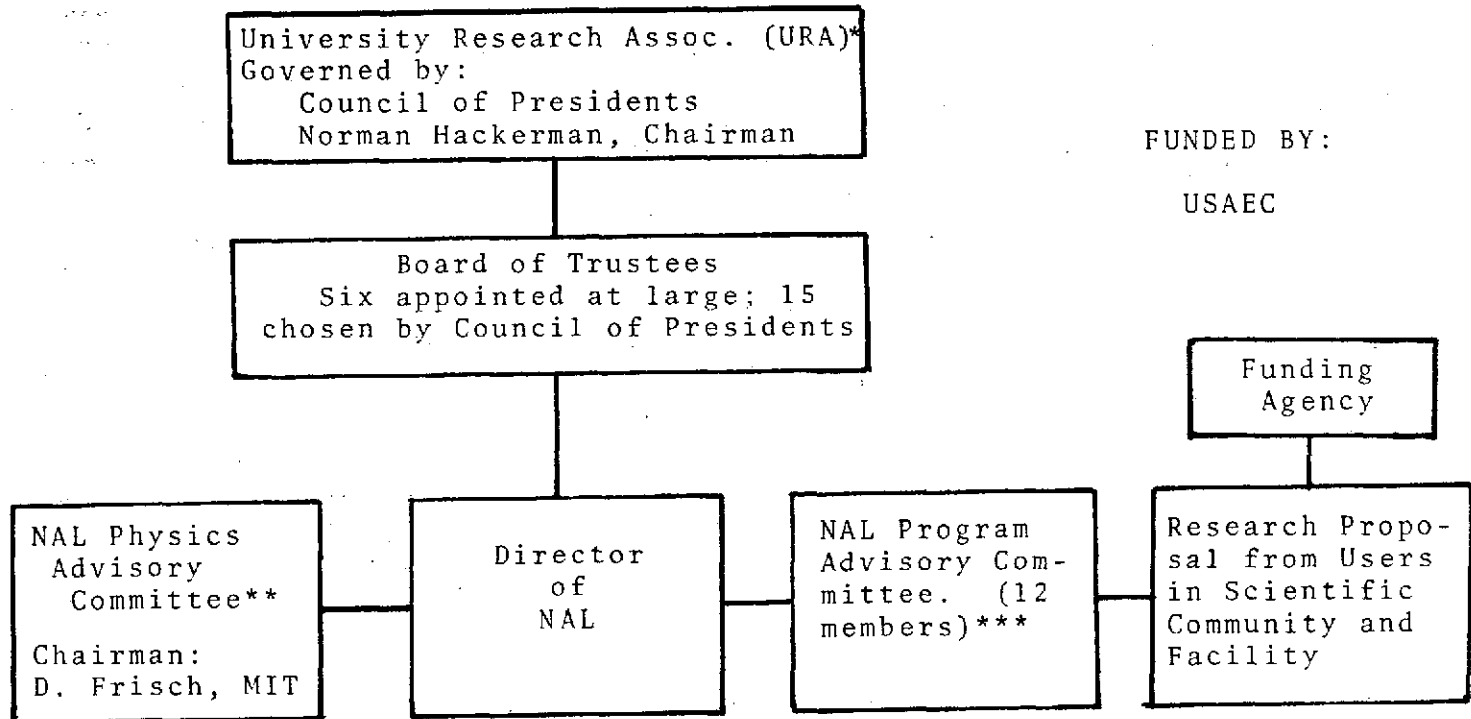 University Research Assoc. (URA)*
Governed by:
Council of Presidents
Norman Hackerman, Chairman
FUNDED BY:
USAEC
Board of Trustees
Six appointed at large; 15
chosen by Council of Presidents
Funding
Agency
NAL Physics
Advisory
Committee**
Chairman:
D. Frisch, MIT
Director
of
NAL
NAL Program
Advisory Com-
mittee. (12
members)***
Research Propo-
sal from Users
in Scientific
Community and
Facility